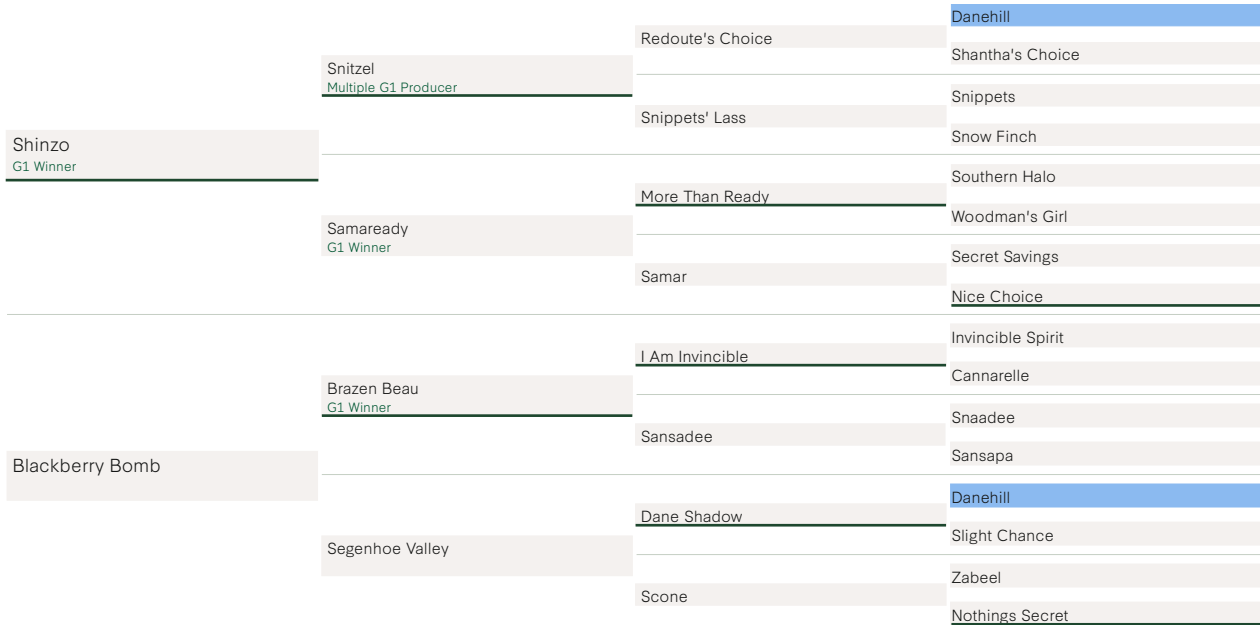 Shinzo
G1 Winner
Blackberry Bomb
Snitzel
Multiple G1 Producer
Samaready
G1 Winner
Brazen Beau
G1 Winner
Segenhoe Valley
Redoute's Choice
Snippets' Lass
More Than Ready
Samar
I Am Invincible
Sansadee
Dane Shadow
Scone
Danehill
Shantha's Choice
Snippets
Snow Finch
Southern Halo
Woodman's Girl
Secret Savings
Nice Choice
Invincible Spirit
Cannarelle
Snaadee
Sansapa
Danehill
Slight Chance
Zabeel
Nothings Secret